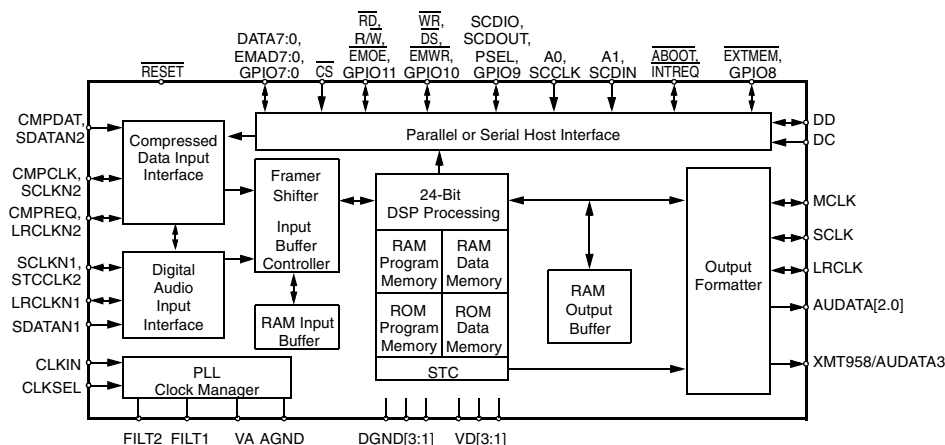 DATA7:0,
EMAD7:0,
GPIO7:0
RESET
CS
RD,
R/W,
EMOE,
GPIO11
WR,
DS,
EMWR,
GPIO10
SCDIO,
SCDOUT,
PSEL,
GPIO9
A0,
SCCLK
A1,
SCDIN
ABOOT,
INTREQ
EXTMEM,
GPIO8
CMPDAT,
SDATAN2
CMPCLK,
SCLKN2
CMPREQ,
LRCLKN2
SCLKN1,
STCCLK2
LRCLKN1
SDATAN1
CLKIN
CLKSEL
Compressed
Data Input
Interface
Digital
Audio
Input
Interface
PLL
Clock Manager
Framer
Shifter
Input
Buffer
Controller
RAM Input
Buffer
Parallel or Serial Host Interface
24-Bit
DSP Processing
RAM
Program
Memory
RAM
Data
Memory
ROM
Program
Memory
ROM
Data
Memory
STC
RAM
Output
Buffer
Output
Formatter
DD
DC
MCLK
SCLK
LRCLK
AUDATA[2.0]
XMT958/AUDATA3
FILT2
FILT1
VA
AGND
DGND[3:1]
VD[3:1]